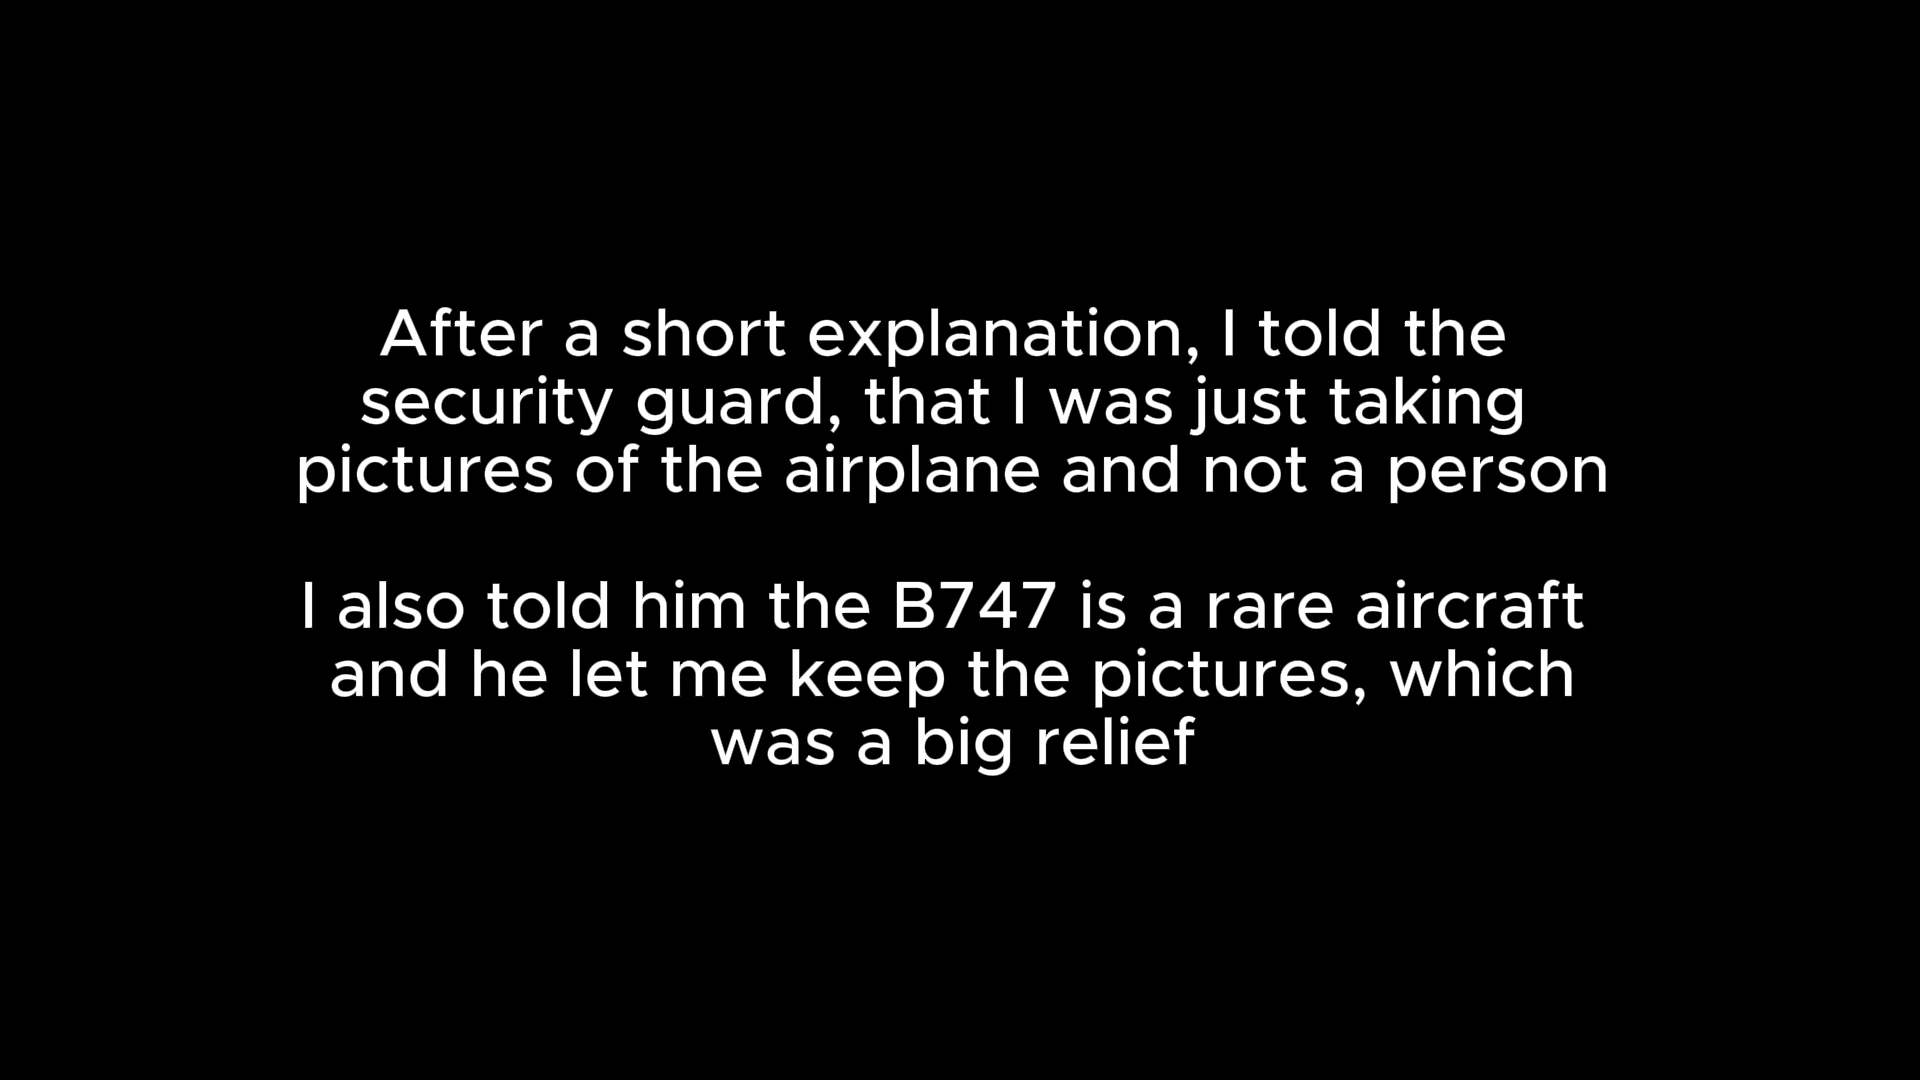 After a short explanation, I told the
security guard, that I was just taking
pictures of the airplane and not a person
I also told him the B747 is a rare aircraft
and he let me keep the pictures, which
was a big relief